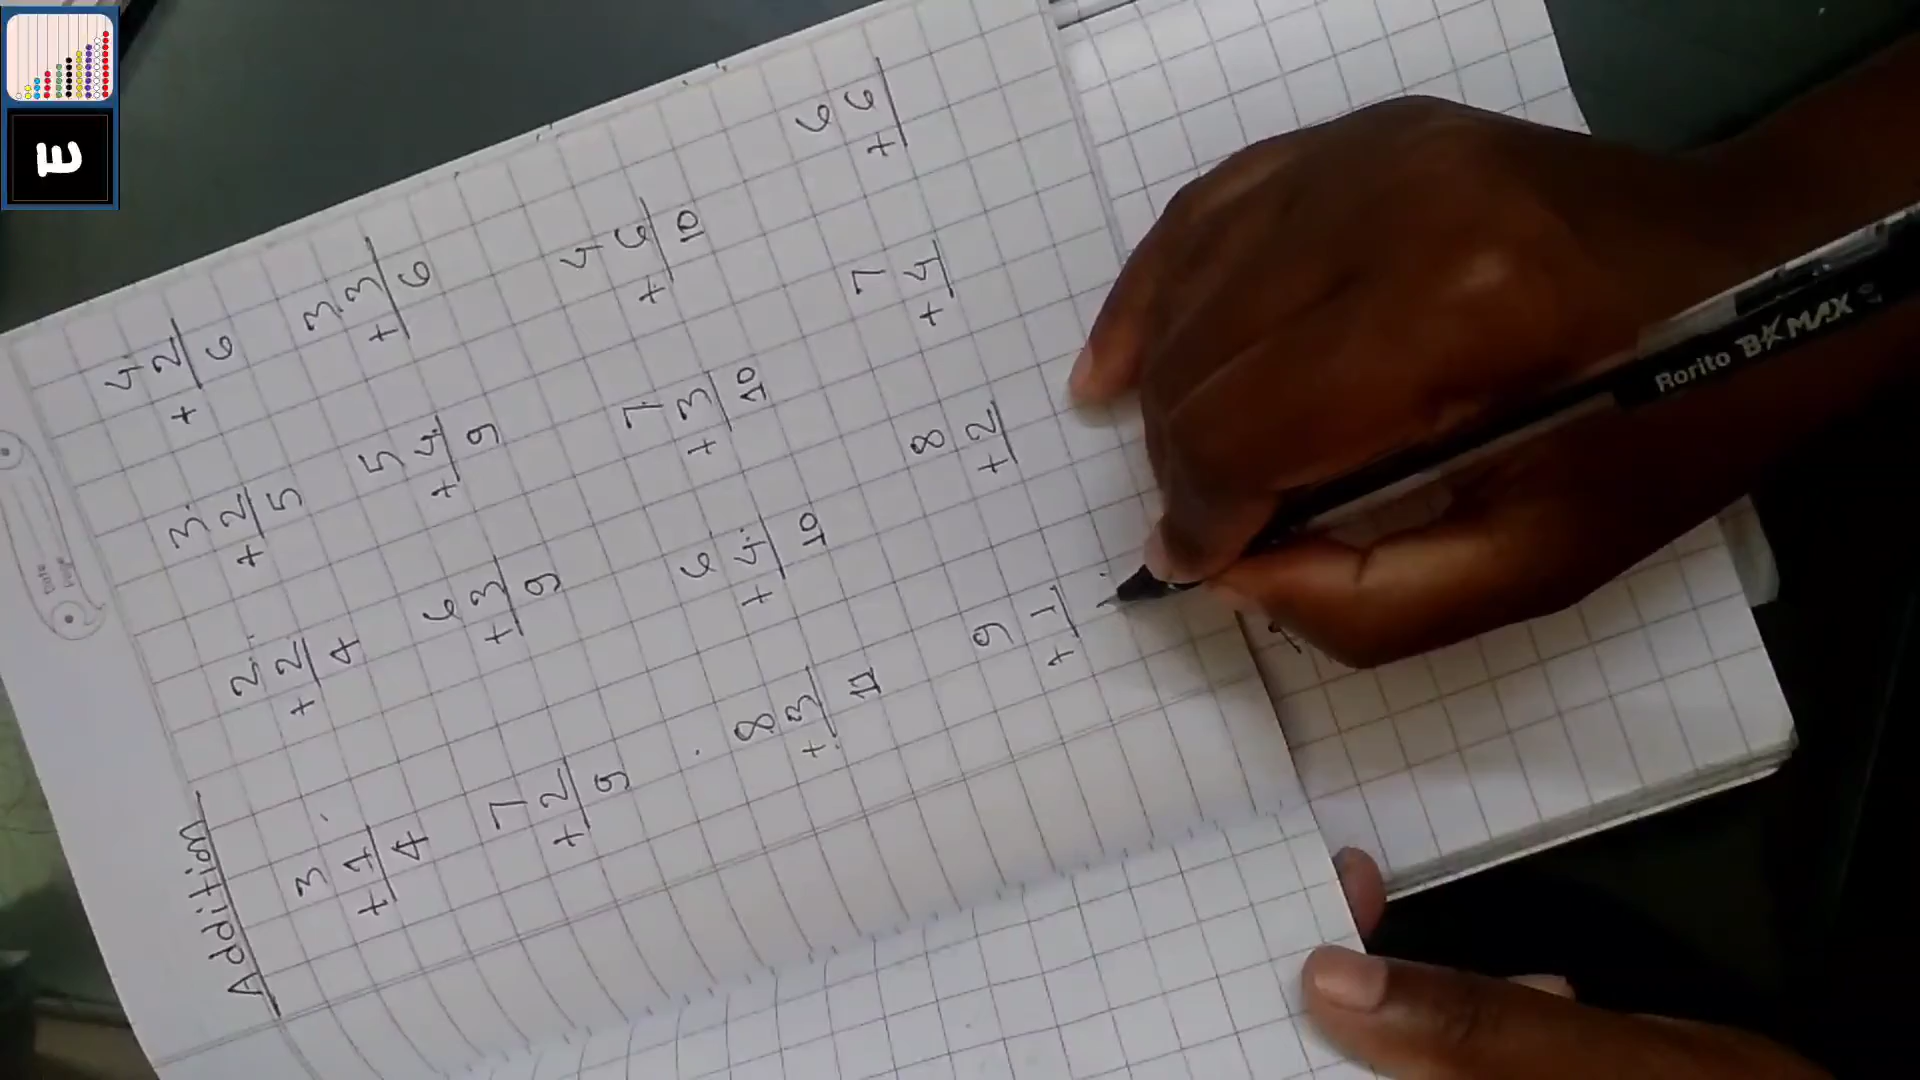 Addition
3 2 3 4
+1 +2 +2 +2
4 4 5 6
7 6 5 3
+2 +3 +4 +3
9 9 9 6
8 6 7 4
+3 +4 +3 +6
11 10 10 10
9 8 7 6
+1 +2 +4 +6
Rorito BK MAX
Date
E